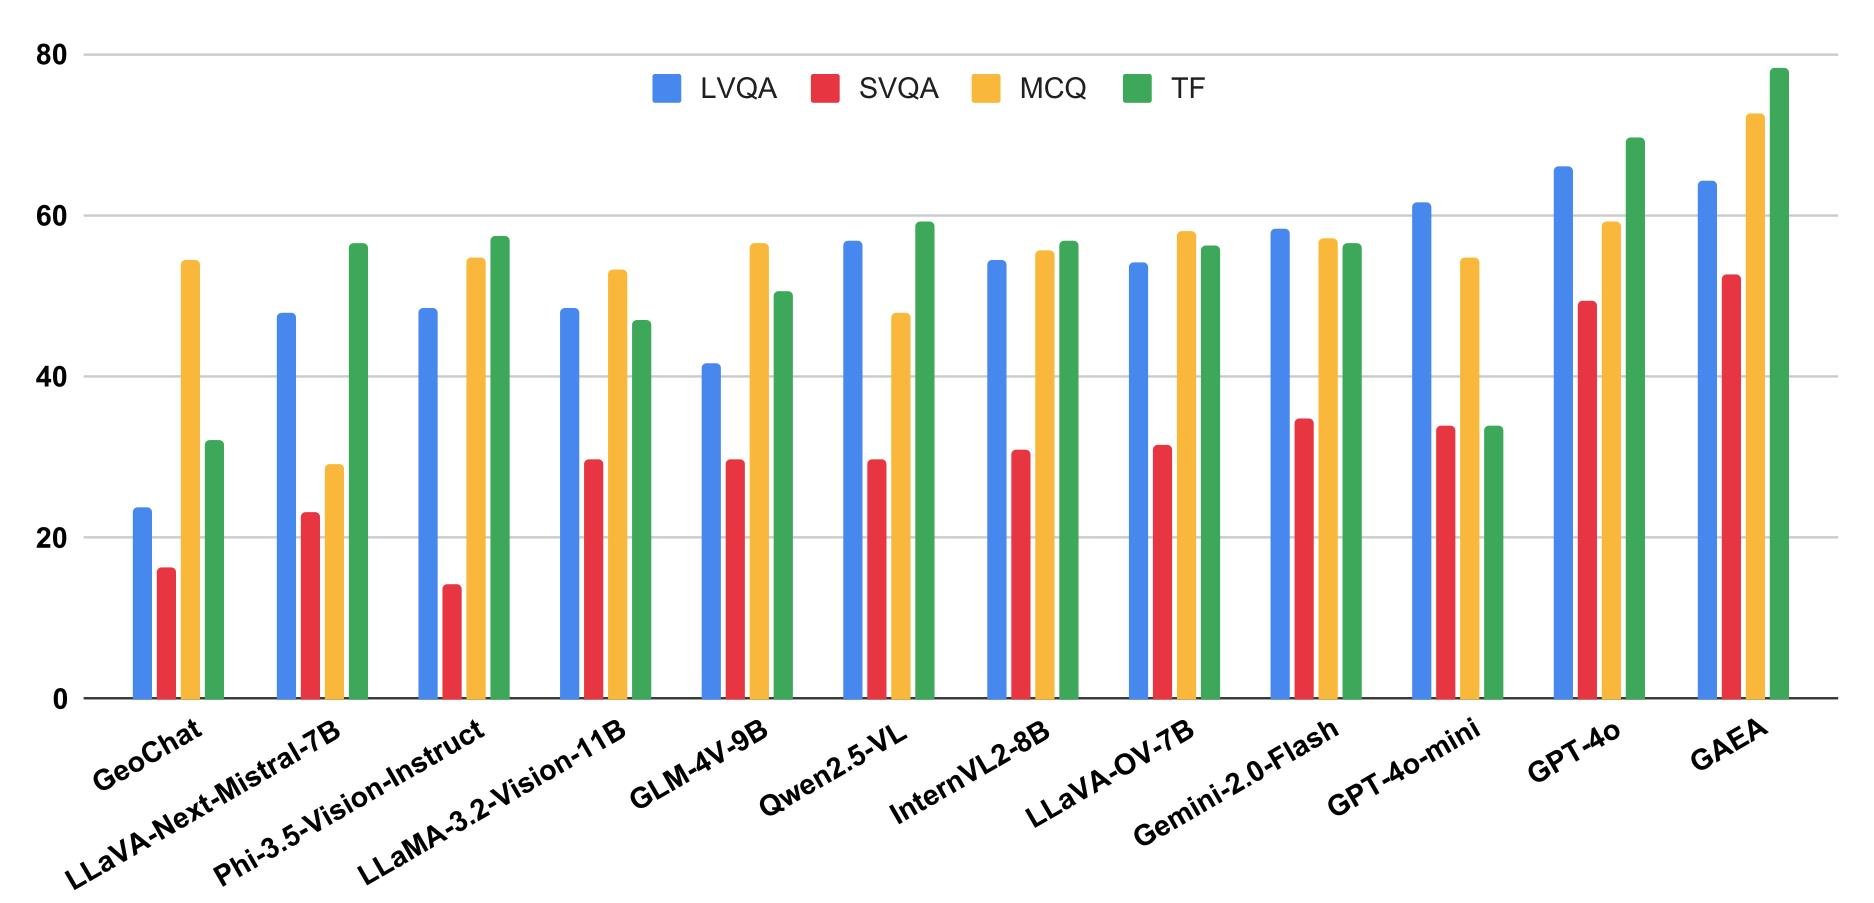 80
LVQA SVQA MCQ TF
60
40
20
0
GeoChat
LLaVA-Next-Mistral-7B
Phi-3.5-Vision-Instruct
LLaMA-3.2-Vision-11B
GLM-4V-9B
Qwen2.5-VL
InternVL2-8B
LLaVA-OV-7B
Gemini-2.0-Flash
GPT-4o-mini
GPT-4o
GAEA